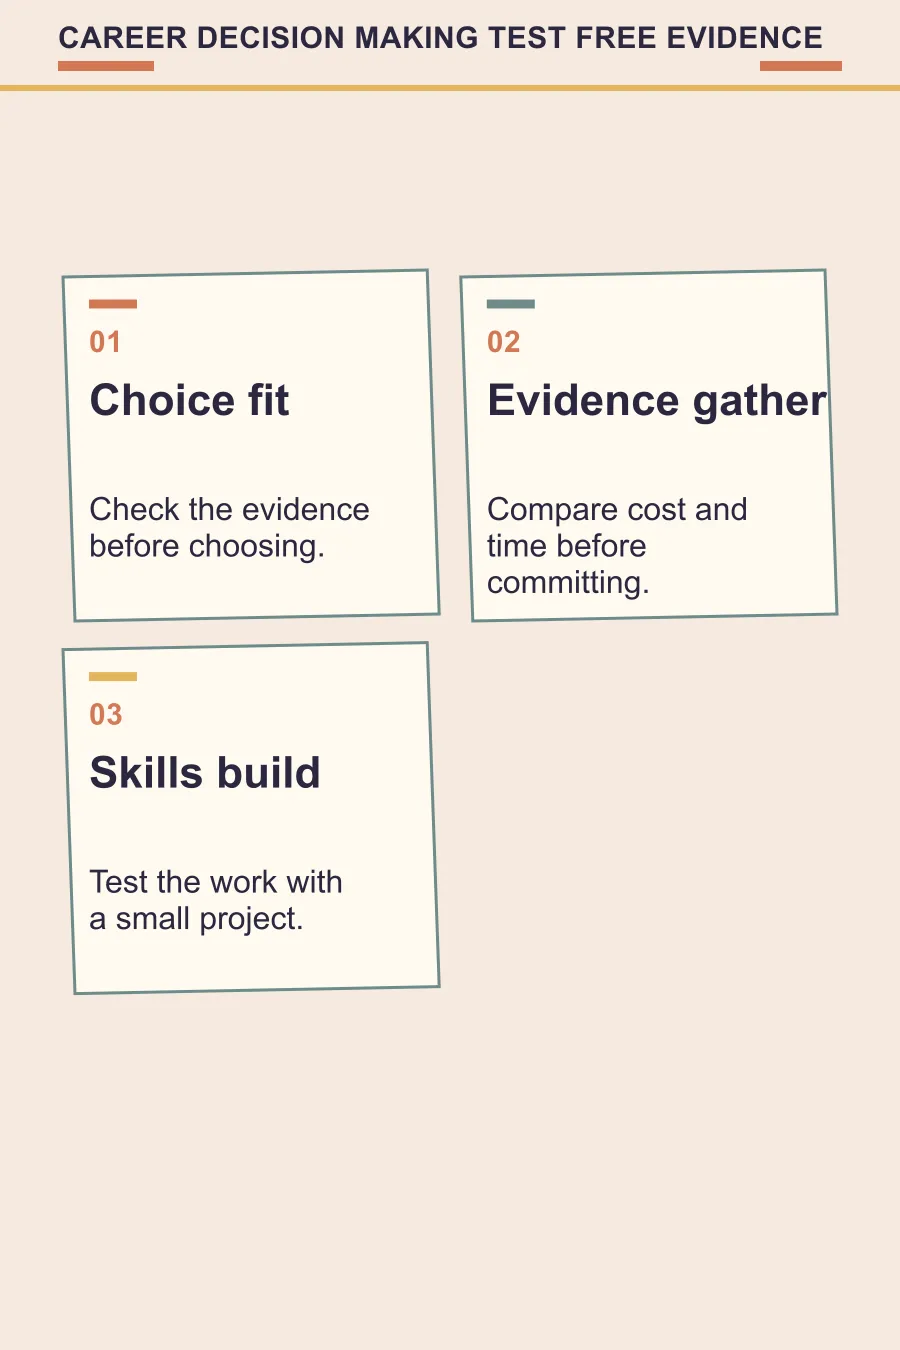 CAREER DECISION MAKING TEST FREE EVIDENCE
01
Choice fit
Check the evidence
before choosing.
02
Evidence gather
Compare cost and
time before
committing.
03
Skills build
Test the work with
a small project.